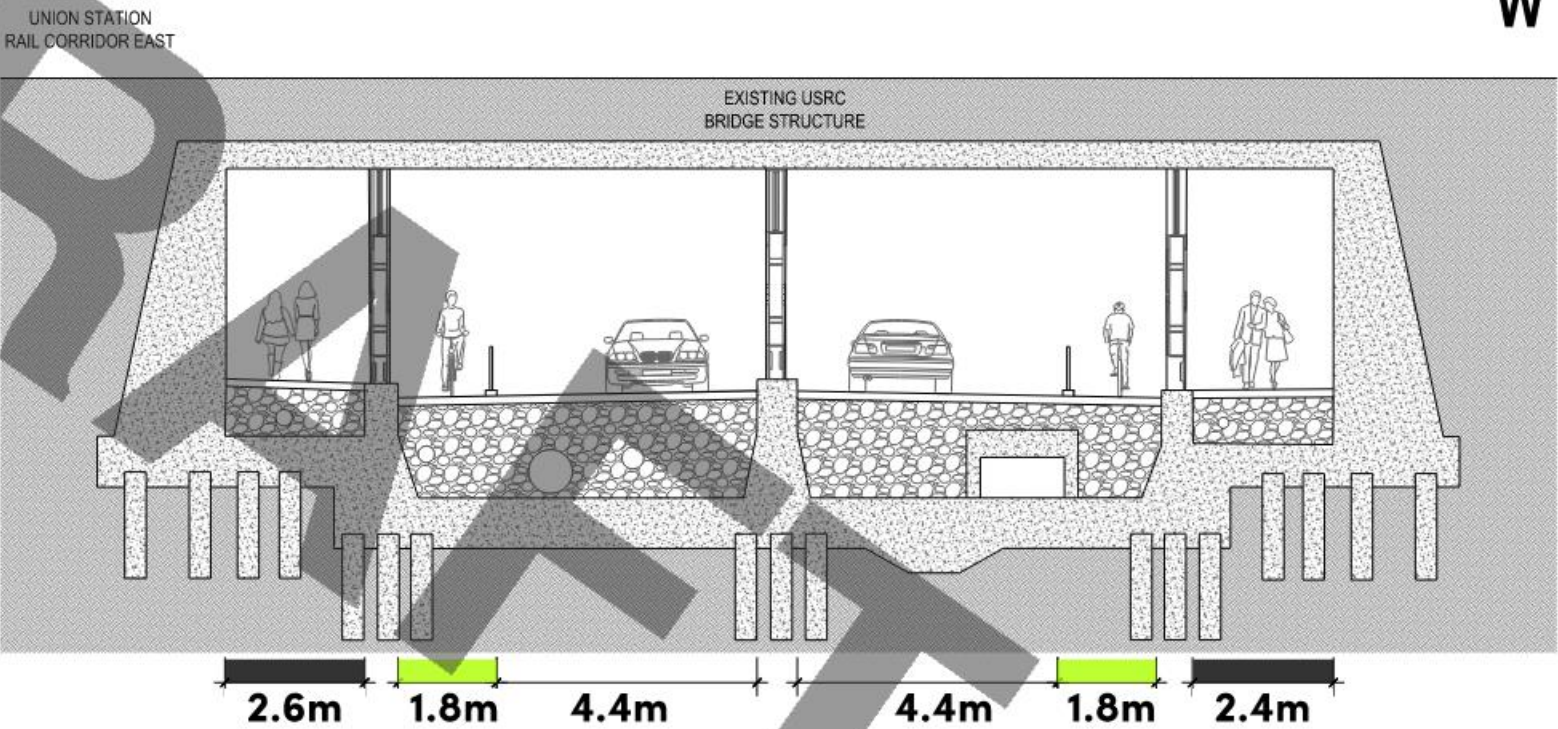 UNION STATION
RAIL CORRIDOR EAST
W
EXISTING USRC
BRIDGE STRUCTURE
DRAFT
2.6m 1.8m 4.4m 4.4m 1.8m 2.4m